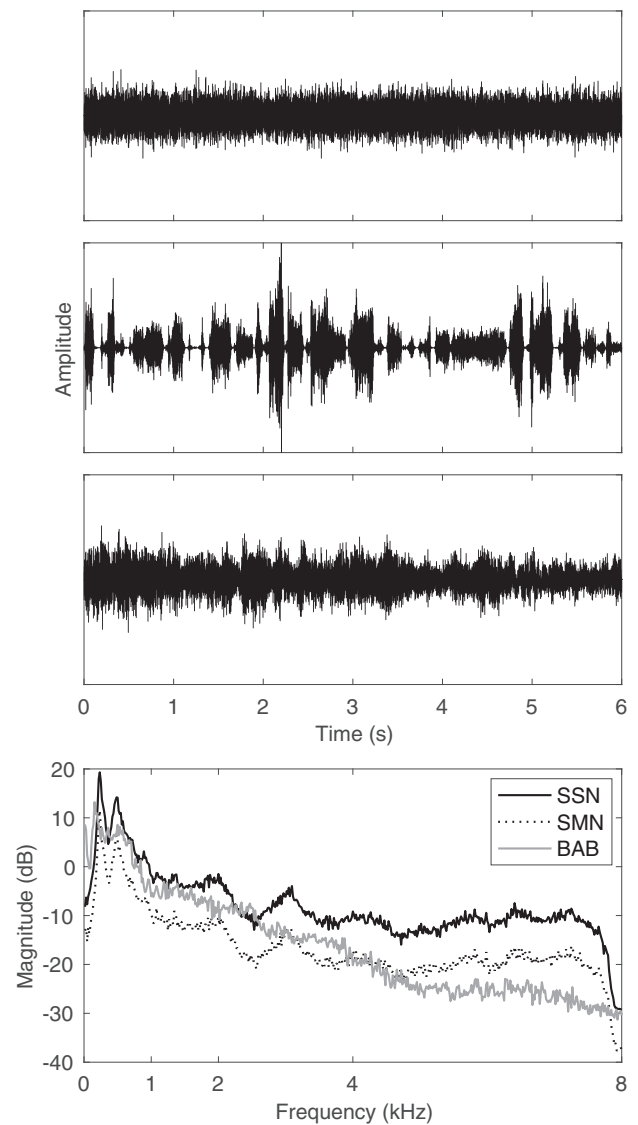 Amplitude
0 1 2 3 4 5 6
Time (s)
20
10
0
-10
-20
-30
-40
Magnitude (dB)
SSN
SMN
BAB
0 1 2 4 8
Frequency (kHz)